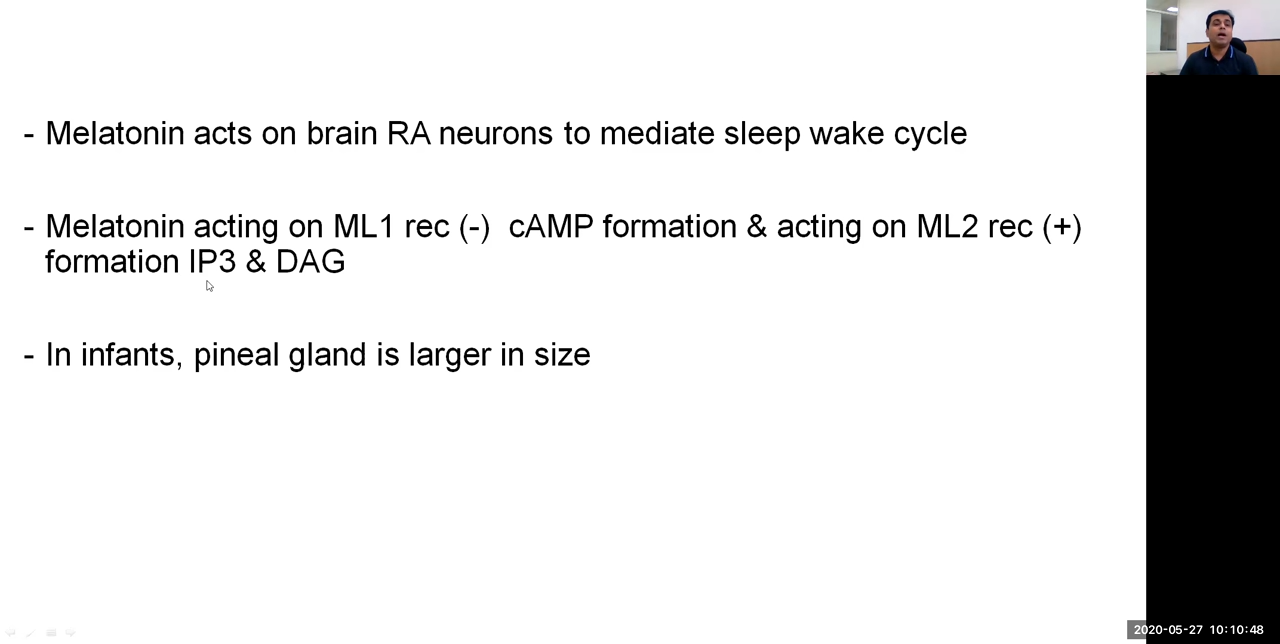 - Melatonin acts on brain RA neurons to mediate sleep wake cycle
- Melatonin acting on ML1 rec (-)  cAMP formation & acting on ML2 rec (+)
formation IP3 & DAG
- In infants, pineal gland is larger in size
2020-05-27 10:10:48